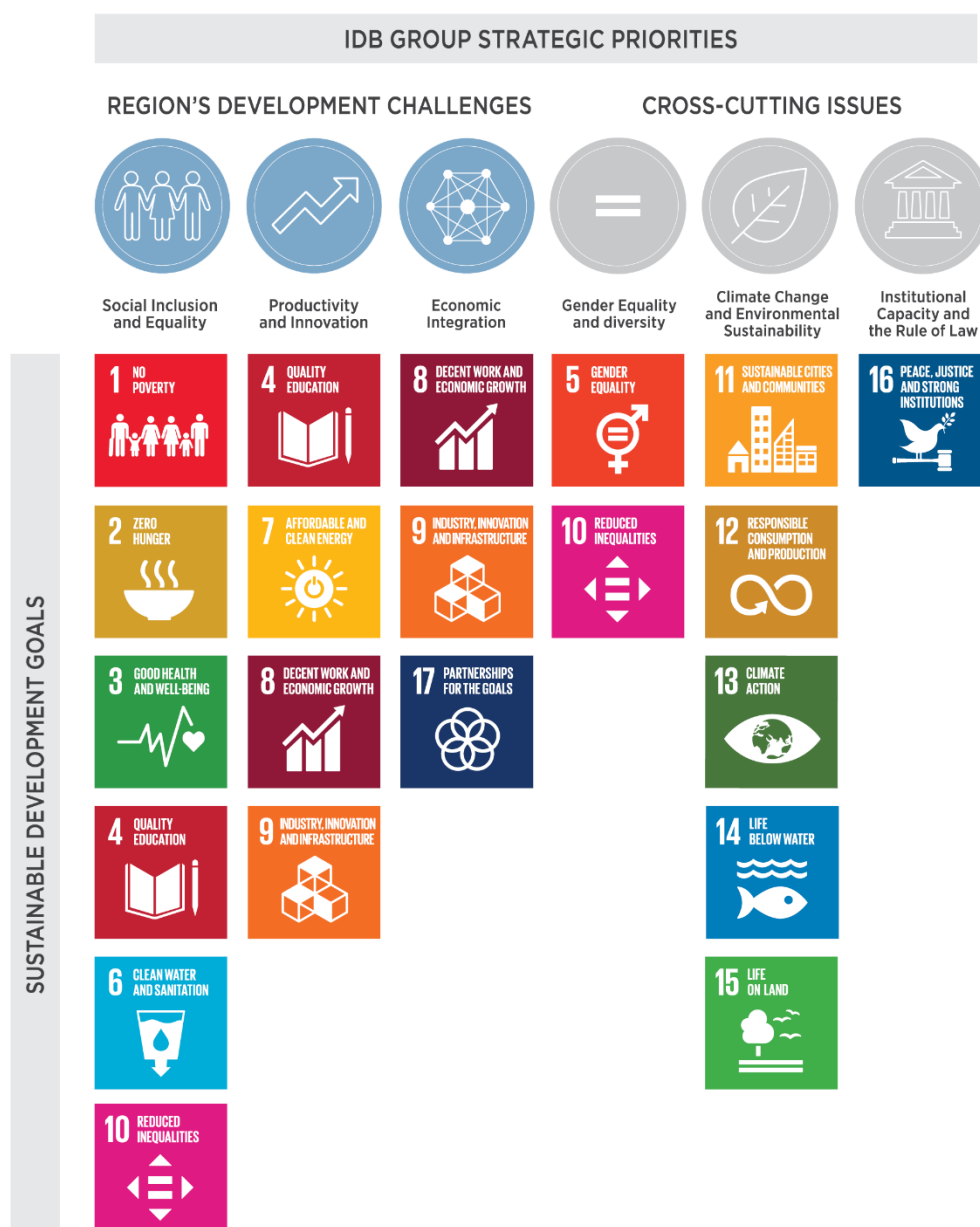 IDB GROUP STRATEGIC PRIORITIES
REGION'S DEVELOPMENT CHALLENGES
CROSS-CUTTING ISSUES
Social Inclusion
and Equality
Productivity
and Innovation
Economic
Integration
Gender Equality
and diversity
Climate Change
and Environmental
Sustainability
Institutional
Capacity and
the Rule of Law
SUSTAINABLE DEVELOPMENT GOALS
1 NO
POVERTY
4 QUALITY
EDUCATION
8 DECENT WORK AND
ECONOMIC GROWTH
5 GENDER
EQUALITY
11 SUSTAINABLE CITIES
AND COMMUNITIES
16 PEACE, JUSTICE
AND STRONG
INSTITUTIONS
2 ZERO
HUNGER
7 AFFORDABLE AND
CLEAN ENERGY
9 INDUSTRY, INNOVATION
AND INFRASTRUCTURE
10 REDUCED
INEQUALITIES
12 RESPONSIBLE
CONSUMPTION
AND PRODUCTION
3 GOOD HEALTH
AND WELL-BEING
8 DECENT WORK AND
ECONOMIC GROWTH
17 PARTNERSHIPS
FOR THE GOALS
13 CLIMATE
ACTION
4 QUALITY
EDUCATION
9 INDUSTRY, INNOVATION
AND INFRASTRUCTURE
14 LIFE
BELOW WATER
6 CLEAN WATER
AND SANITATION
15 LIFE
ON LAND
10 REDUCED
INEQUALITIES